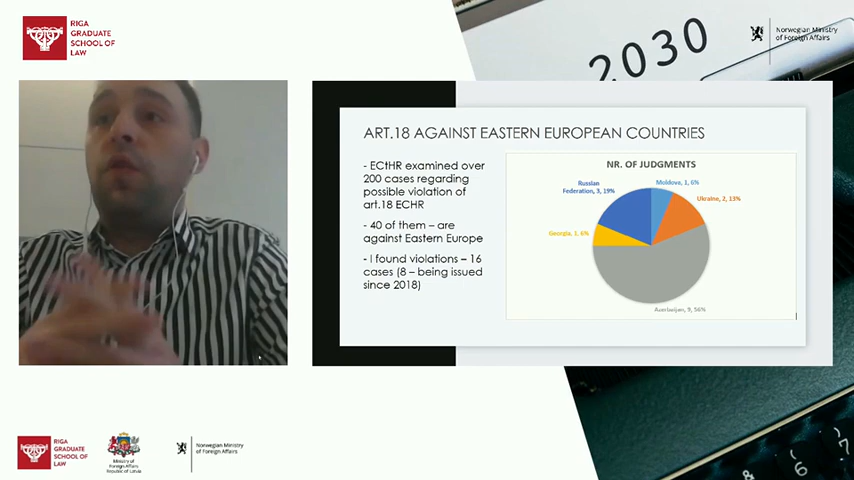 RIGA
GRADUATE
SCHOOL OF
LAW
2030
Norwegian Ministry
of Foreign Affairs
ART.18 AGAINST EASTERN EUROPEAN COUNTRIES
- ECtHR examined over
200 cases regarding
possible violation of
art.18 ECHR
- 40 of them – are
against Eastern Europe
- I found violations – 16
cases (8 – being issued
since 2018)
NR. OF JUDGMENTS
Moldova, 1, 6%
Ukraine, 2, 13%
Azerbaijan, 9, 56%
Georgia, 1, 6%
Russian
Federation, 3, 19%
RIGA
GRADUATE
SCHOOL OF
LAW
Ministry of
Foreign Affairs
Republic of Latvia
Norwegian Ministry
of Foreign Affairs
& 6 7